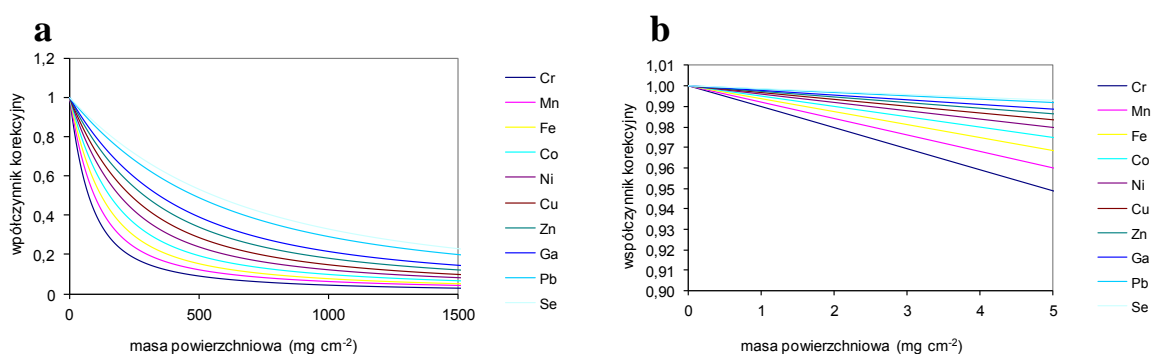 a
wpółczynnik korekcyjny
1,2
1
0,8
0,6
0,4
0,2
0
0
500
1000
1500
masa powierzchniowa (mg cm-2)
Cr
Mn
Fe
Co
Ni
Cu
Zn
Ga
Pb
Se
b
współczynnik korekcyjny
1,01
1,00
0,99
0,98
0,97
0,96
0,95
0,94
0,93
0,92
0,91
0,90
0
1
2
3
4
5
masa powierzchniowa (mg cm-2)
Cr
Mn
Fe
Co
Ni
Cu
Zn
Ga
Pb
Se